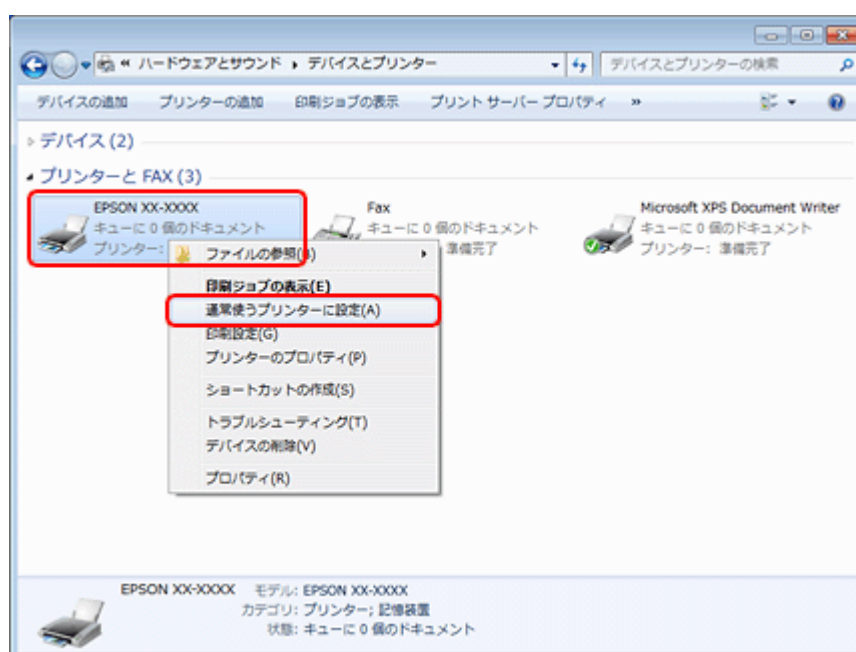 « ハードウェアとサウンド ▸ デバイスとプリンター
デバイスとプリンターの検索
デバイスの追加 プリンターの追加 印刷ジョブの表示 プリント サーバー プロパティ »
デバイス (2)
プリンターと FAX (3)
EPSON XX-XXXX
キューに 0 個のドキュメント
プリンター:
Fax
キューに 0 個のドキュメント
準備完了
Microsoft XPS Document Writer
キューに 0 個のドキュメント
プリンター: 準備完了
ファイルの参照(B)
印刷ジョブの表示(E)
通常使うプリンターに設定(A)
印刷設定(G)
プリンターのプロパティ(P)
ショートカットの作成(S)
トラブルシューティング(T)
デバイスの削除(V)
プロパティ(R)
EPSON XX-XXXX モデル: EPSON XX-XXXX
カテゴリ: プリンター; 記憶装置
状態: キューに 0 個のドキュメント